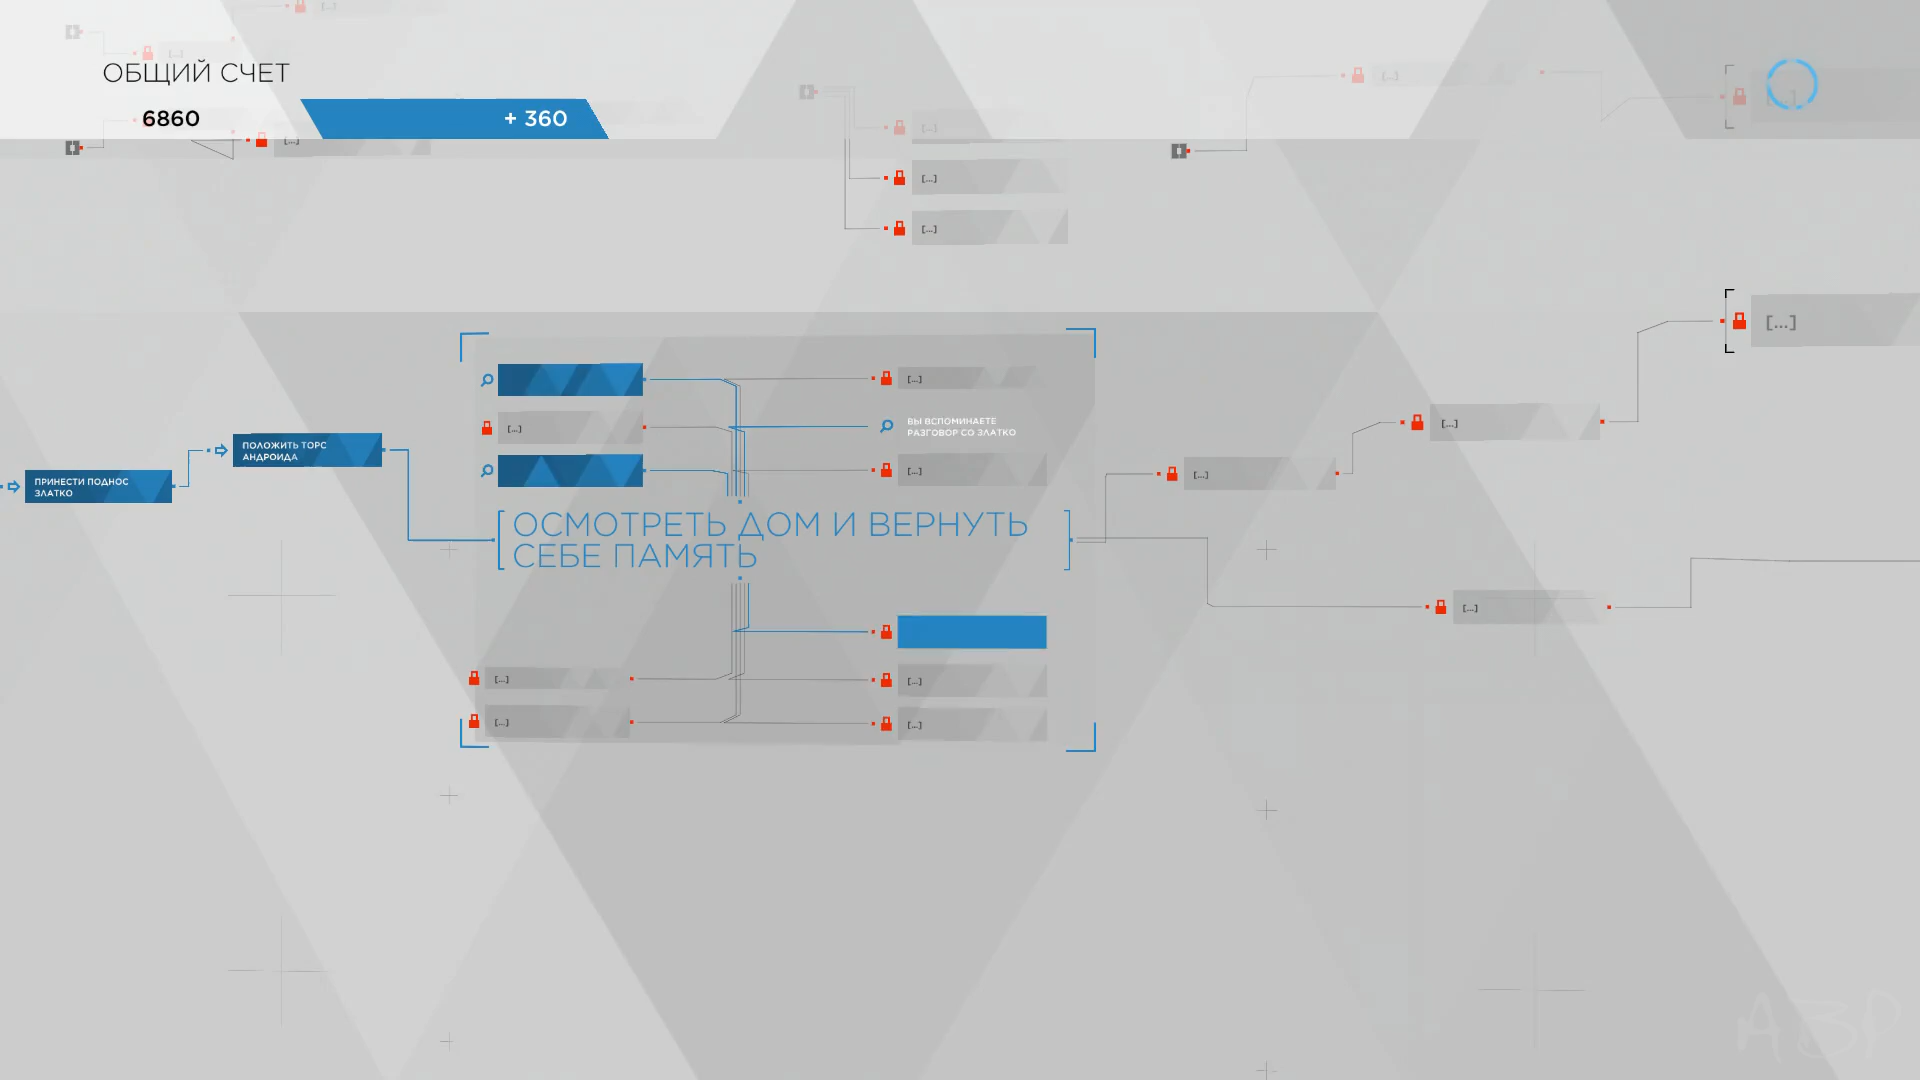 [...]
[...]
[...]
ОБЩИЙ СЧЕТ
[...]
6860
+ 360
[...]
[...]
[...]
[...]
[...]
[...]
[...]
ВЫ ВСПОМИНАЕТЕ
РАЗГОВОР СО ЗЛАТКО
[...]
[...]
ПОЛОЖИТЬ ТОРС
АНДРОИДА
[...]
[...]
ПРИНЕСТИ ПОДНОС
ЗЛАТКО
ОСМОТРЕТЬ ДОМ И ВЕРНУТЬ
СЕБЕ ПАМЯТЬ
[...]
[...]
[...]
[...]
[...]
АВР